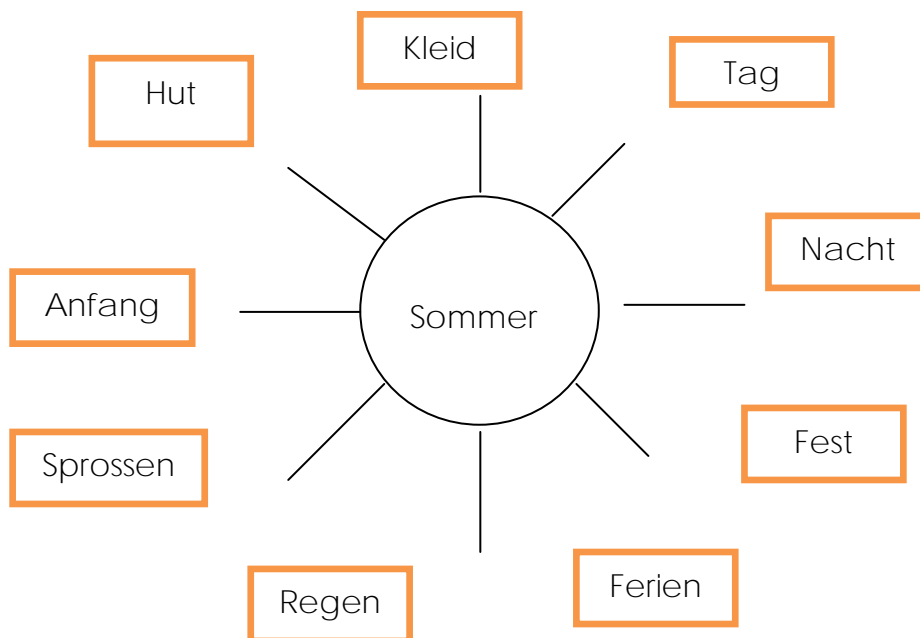 Kleid
Tag
Hut
Nacht
Anfang
Sommer
Fest
Sprossen
Ferien
Regen